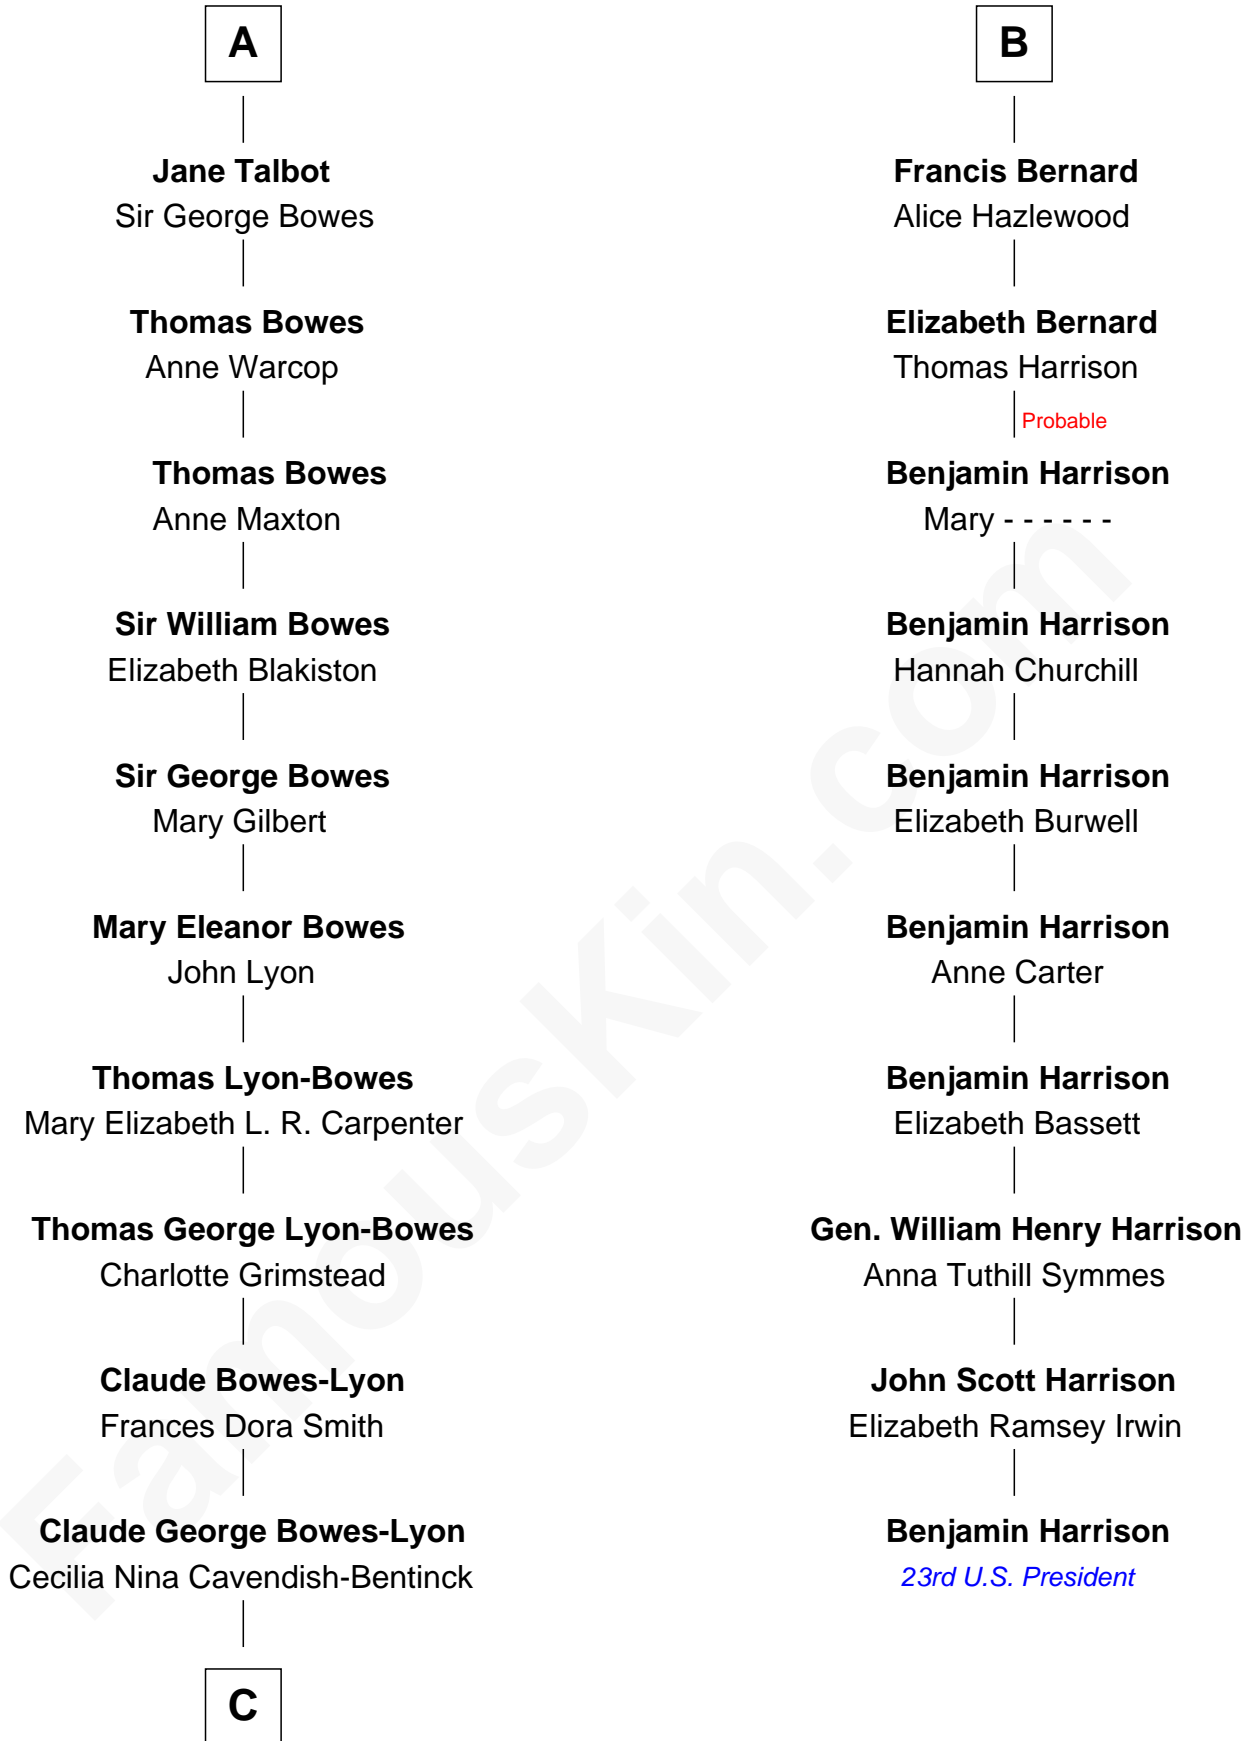 A
Jane Talbot
Sir George Bowes
Thomas Bowes
Anne Warcop
Thomas Bowes
Anne Maxton
Sir William Bowes
Elizabeth Blakiston
Sir George Bowes
Mary Gilbert
Mary Eleanor Bowes
John Lyon
Thomas Lyon-Bowes
Mary Elizabeth L. R. Carpenter
Thomas George Lyon-Bowes
Charlotte Grimstead
Claude Bowes-Lyon
Frances Dora Smith
Claude George Bowes-Lyon
Cecilia Nina Cavendish-Bentinck
C
B
Francis Bernard
Alice Hazlewood
Elizabeth Bernard
Thomas Harrison
Probable
Benjamin Harrison
Mary - - - - - -
Benjamin Harrison
Hannah Churchill
Benjamin Harrison
Elizabeth Burwell
Benjamin Harrison
Anne Carter
Benjamin Harrison
Elizabeth Bassett
Gen. William Henry Harrison
Anna Tuthill Symmes
John Scott Harrison
Elizabeth Ramsey Irwin
Benjamin Harrison
23rd U.S. President
FamousKin.com